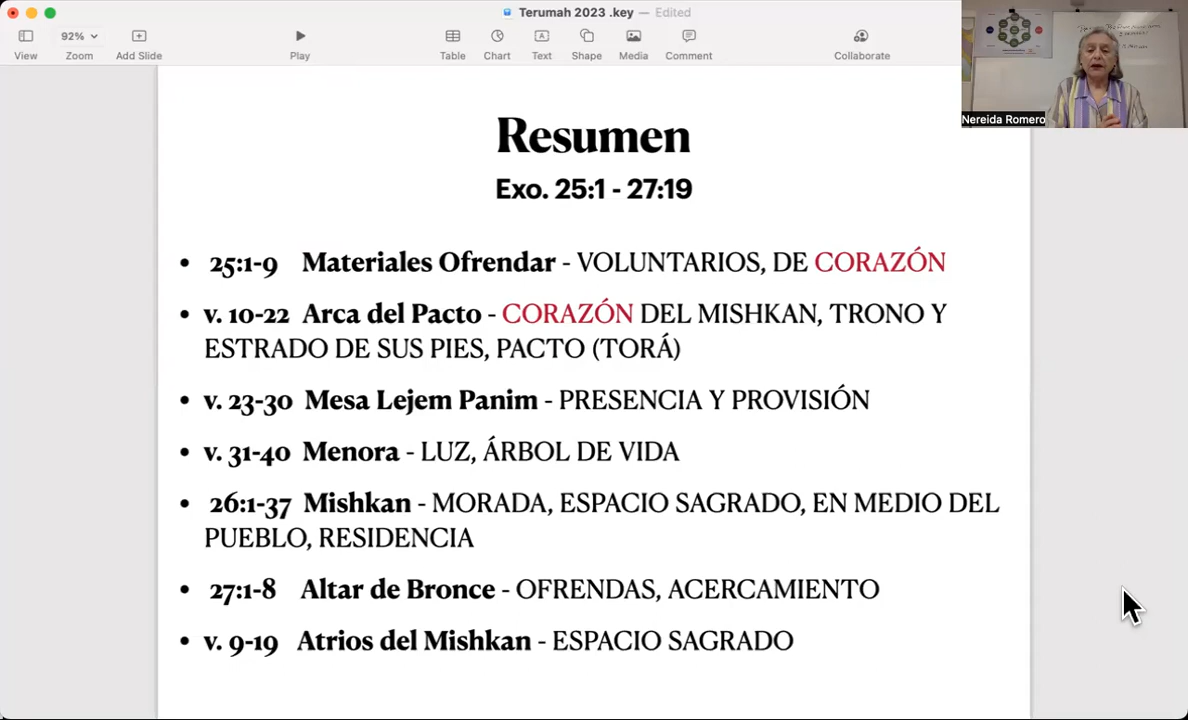 Terumah 2023 .key — Edited
92%
View
Zoom
Add Slide
Play
Table
Chart
Text
Shape
Media
Comment
Collaborate
Nereida Romero
Resumen
Exo. 25:1 - 27:19
• 25:1-9 Materiales Ofrendar - VOLUNTARIOS, DE CORAZÓN
• v. 10-22 Arca del Pacto - CORAZÓN DEL MISHKAN, TRONO Y
ESTRADO DE SUS PIES, PACTO (TORÁ)
• v. 23-30 Mesa Lejem Panim - PRESENCIA Y PROVISIÓN
• v. 31-40 Menora - LUZ, ÁRBOL DE VIDA
• 26:1-37 Mishkan - MORADA, ESPACIO SAGRADO, EN MEDIO DEL
PUEBLO, RESIDENCIA
• 27:1-8 Altar de Bronce - OFRENDAS, ACERCAMIENTO
• v. 9-19 Atrios del Mishkan - ESPACIO SAGRADO